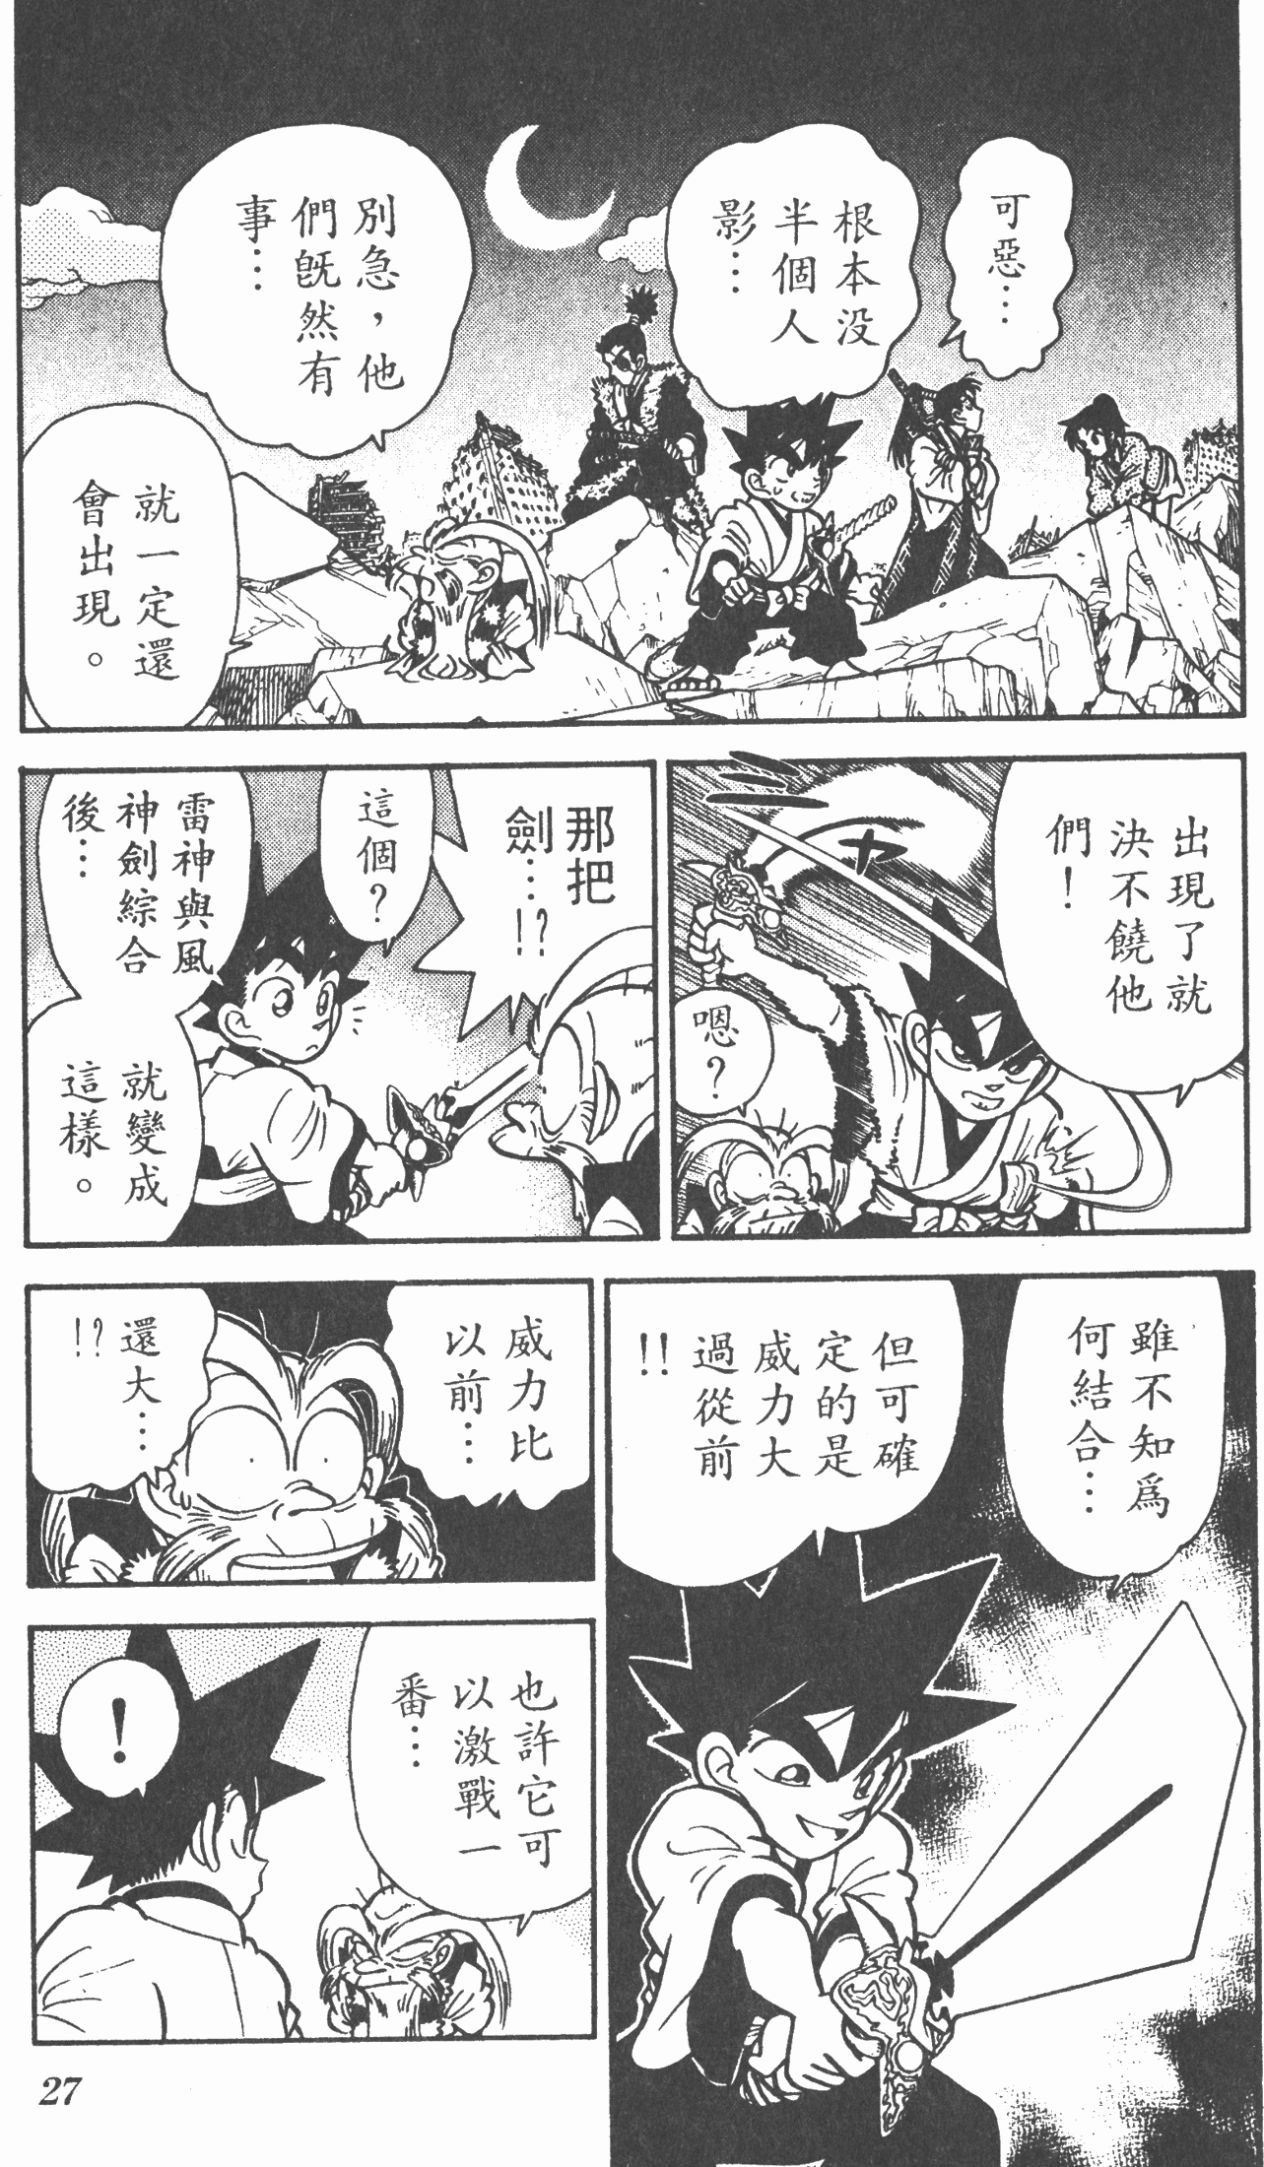 可惡…
根本没
半個人
影…
別急，他
們既然有
事…
就一定還
會出現。
出現了就
決不饒他
們！
ャ
嗯？
那把
劍…!?
這個？
雷神與風
神劍綜合
後…
就變成
這樣。
雖不知爲
何結合…
但可確
定的是
威力大
過從前
!!
威力比
以前…
還大…
!?
也許它可
以激戰一
番…
！
27